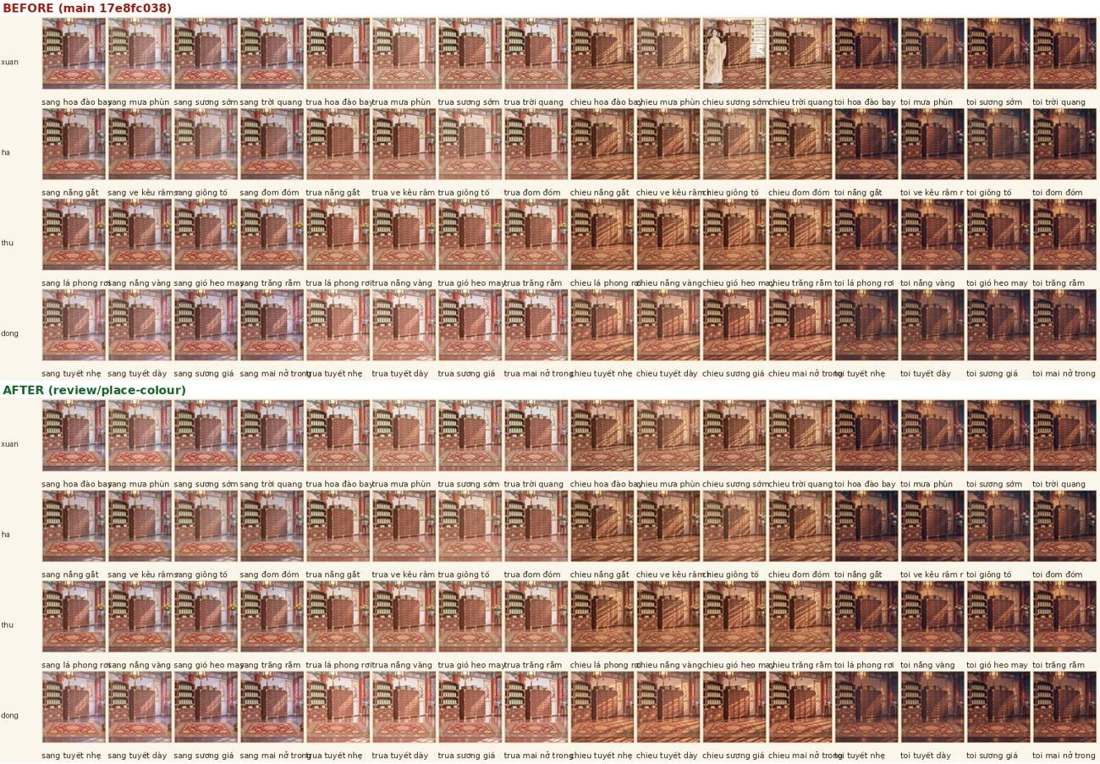 BEFORE (main 17e8fc038)
xuan
sang hoa đào bay sang mưa phùn sang sương sớm sang trời quang trua hoa đào bay trua mưa phùn trua sương sớm trua trời quang chieu hoa đào bay chieu mưa phùn chieu sương sớm chieu trời quang toi hoa đào bay toi mưa phùn toi sương sớm toi trời quang
ha
sang nắng gắt sang ve kêu râm sang giông tố sang đom đóm trua nắng gắt trua ve kêu râm trua giông tố trua đom đóm chieu nắng gắt chieu ve kêu râm chieu giông tố chieu đom đóm toi nắng gắt toi ve kêu râm r toi giông tố toi đom đóm
thu
sang lá phong rơi sang nắng vàng sang gió heo may sang trăng rằm trua lá phong rơi trua nắng vàng trua gió heo may trua trăng rằm chieu lá phong rơi chieu nắng vàng chieu gió heo may chieu trăng rằm toi lá phong rơi toi nắng vàng toi gió heo may toi trăng rằm
dong
sang tuyết nhẹ sang tuyết dày sang sương giá sang mai nở trong trua tuyết nhẹ trua tuyết dày trua sương giá trua mai nở trong chieu tuyết nhẹ chieu tuyết dày chieu sương giá chieu mai nở trong toi tuyết nhẹ toi tuyết dày toi sương giá toi mai nở trong
AFTER (review/place-colour)
xuan
sang hoa đào bay sang mưa phùn sang sương sớm sang trời quang trua hoa đào bay trua mưa phùn trua sương sớm trua trời quang chieu hoa đào bay chieu mưa phùn chieu sương sớm chieu trời quang toi hoa đào bay toi mưa phùn toi sương sớm toi trời quang
ha
sang nắng gắt sang ve kêu râm sang giông tố sang đom đóm trua nắng gắt trua ve kêu râm trua giông tố trua đom đóm chieu nắng gắt chieu ve kêu râm chieu giông tố chieu đom đóm toi nắng gắt toi ve kêu râm r toi giông tố toi đom đóm
thu
sang lá phong rơi sang nắng vàng sang gió heo may sang trăng rằm trua lá phong rơi trua nắng vàng trua gió heo may trua trăng rằm chieu lá phong rơi chieu nắng vàng chieu gió heo may chieu trăng rằm toi lá phong rơi toi nắng vàng toi gió heo may toi trăng rằm
dong
sang tuyết nhẹ sang tuyết dày sang sương giá sang mai nở trong trua tuyết nhẹ trua tuyết dày trua sương giá trua mai nở trong chieu tuyết nhẹ chieu tuyết dày chieu sương giá chieu mai nở trong toi tuyết nhẹ toi tuyết dày toi sương giá toi mai nở trong